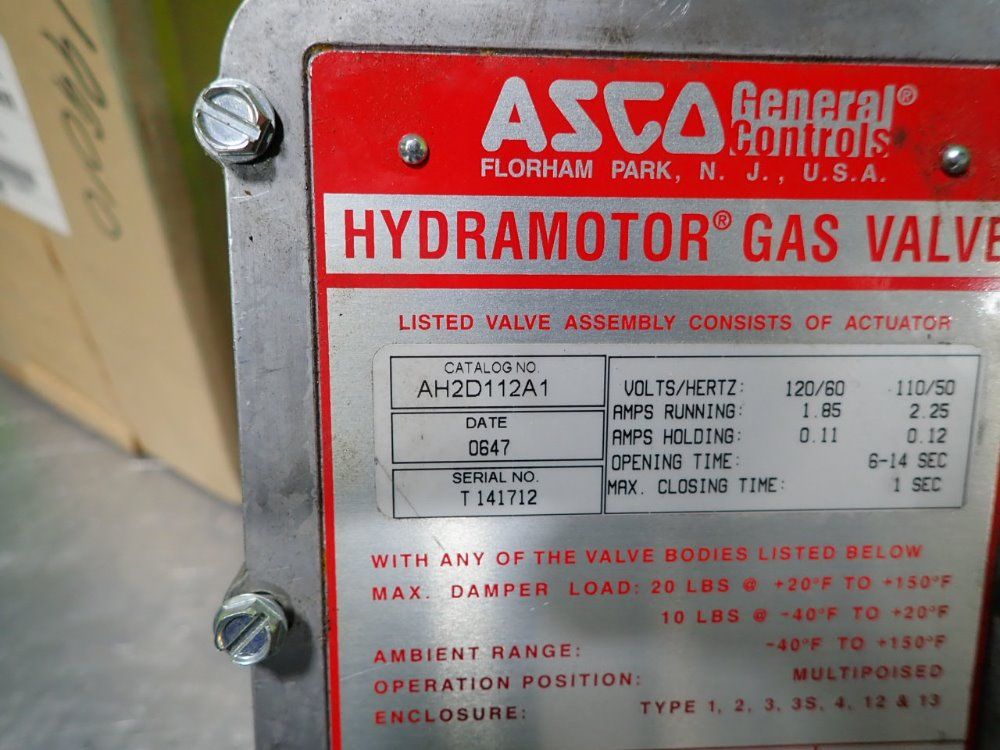 ASCO General Controls®
FLORHAM PARK, N. J., U.S.A.
HYDRAMOTOR® GAS VALVE
LISTED VALVE ASSEMBLY CONSISTS OF ACTUATOR
CATALOG NO.
AH2D112A1
DATE
0647
SERIAL NO.
T 141712
VOLTS/HERTZ: 120/60 110/50
AMPS RUNNING: 1.85 2.25
AMPS HOLDING: 0.11 0.12
OPENING TIME: 6-14 SEC
MAX. CLOSING TIME: 1 SEC
WITH ANY OF THE VALVE BODIES LISTED BELOW
MAX. DAMPER LOAD: 20 LBS @ +20°F TO +150°F
10 LBS @ -40°F TO +20°F
AMBIENT RANGE: -40°F TO +150°F
OPERATION POSITION: MULTIPOISED
ENCLOSURE: TYPE 1, 2, 3, 3S, 4, 12 & 13